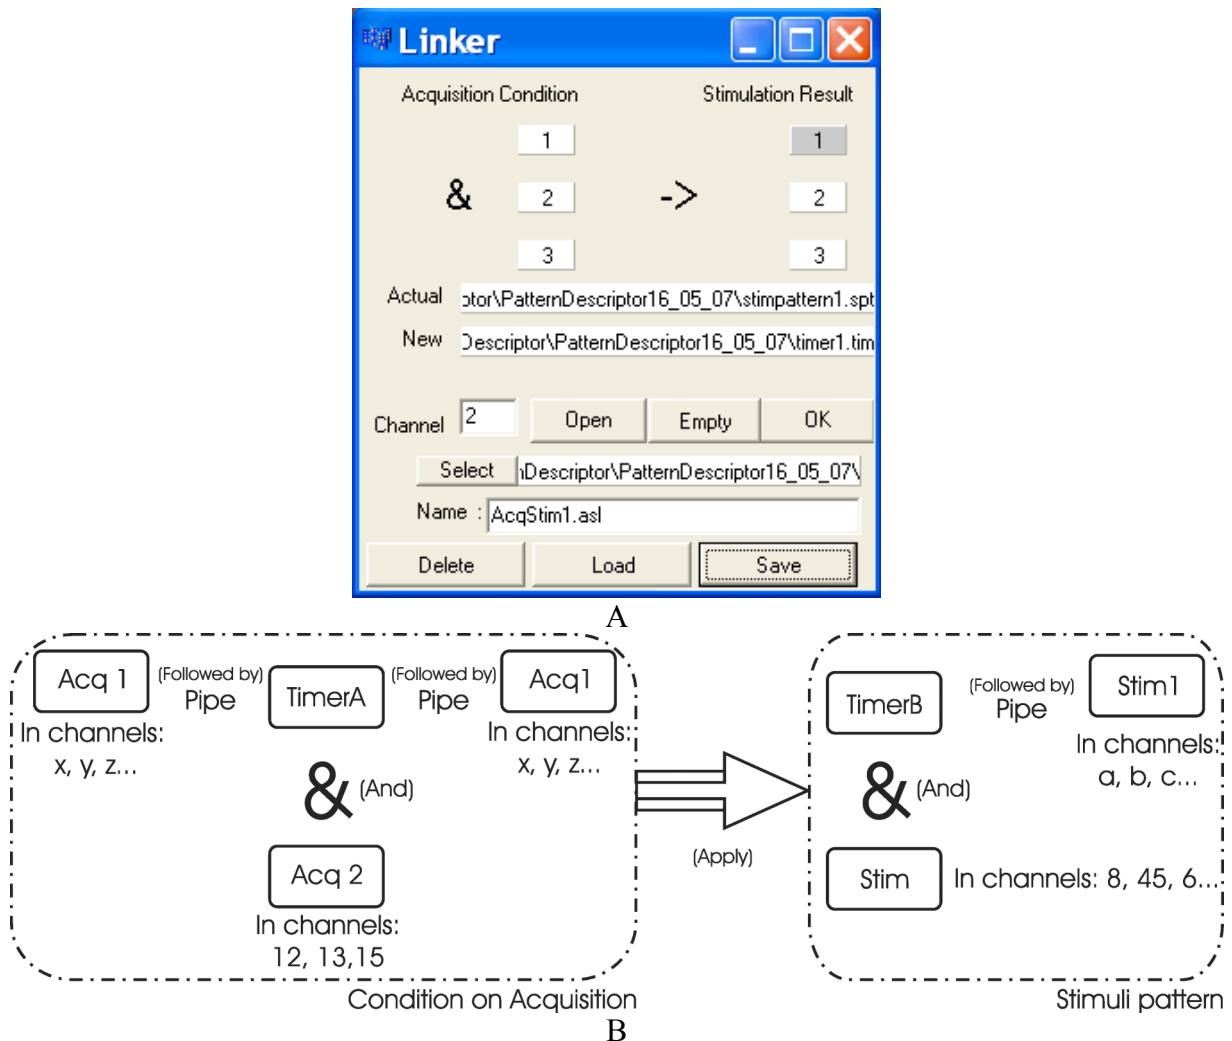 Linker
Acquisition Condition Stimulation Result
1 1
& 2 -> 2
3 3
Actual ptor\PatternDescriptor16_05_07\stimpattern1.spt
New Descriptor\PatternDescriptor16_05_07\timer1.tim
Channel 2 Open Empty OK
Select nDescriptor\PatternDescriptor16_05_07\
Name : AcqStim1.asl
Delete Load Save
A
Acq 1 (Followed by) Pipe TimerA (Followed by) Pipe Acq1
In channels: x, y, z...
In channels: x, y, z...
& (And)
Acq 2
In channels:
12, 13,15
Condition on Acquisition
(Apply)
TimerB (Followed by) Pipe Stim1
In channels:
a, b, c...
& (And)
Stim In channels: 8, 45, 6...
Stimuli pattern
B